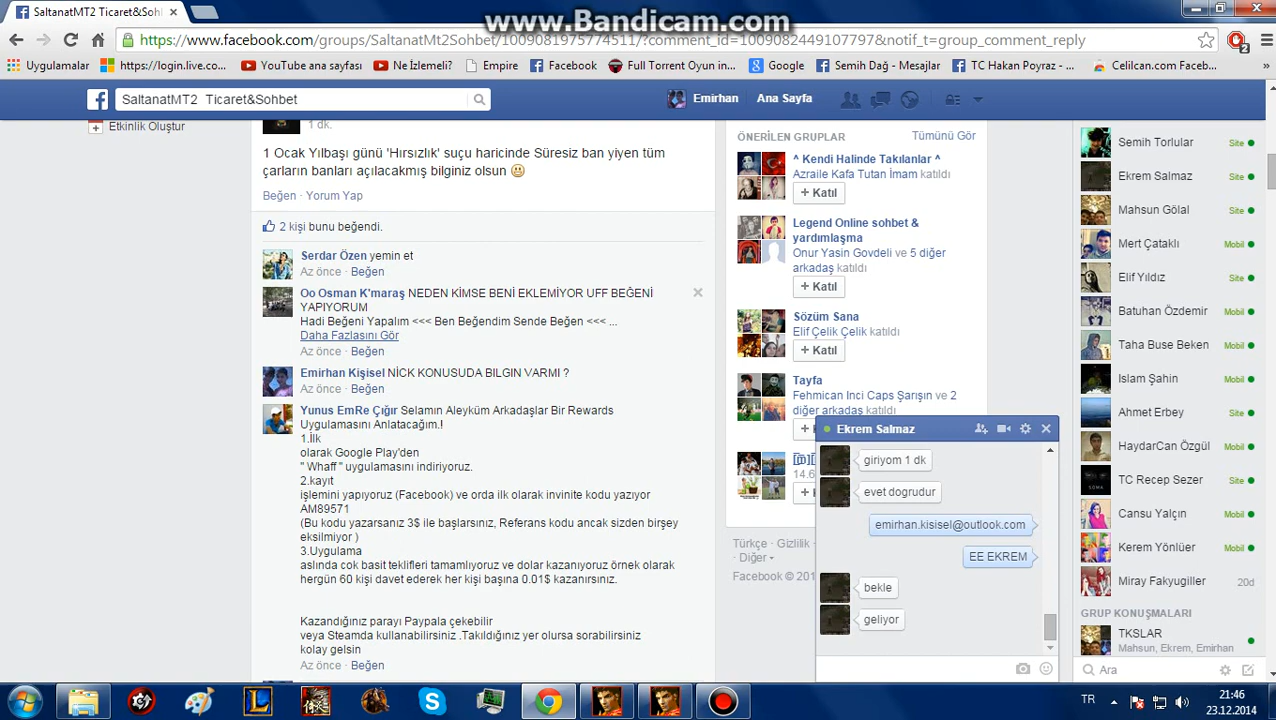 www.Bandicam.com
SaltanatMT2 Ticaret&Soh
https://www.facebook.com/groups/SaltanatMt2Sohbet/1009081975774511/?comment_id=1009082449107797&notif_t=group_comment_reply
2
Uygulamalar
https://login.live.co...
YouTube ana sayfası
Ne İzlemeli?
Empire
Facebook
Full Torrent Oyun in...
Google
Semih Dağ - Mesajlar
TC Hakan Poyraz - ...
Celilcan.com Faceb...
SaltanatMT2 Ticaret&Sohbet
Emirhan
Ana Sayfa
Etkinlik Oluştur
1 dk.
1 Ocak Yılbaşı günü Hırsızlık' suçu haricinde Süresiz ban yiyen tüm
çarların banları açılacakmış bilginiz olsun
Beğen · Yorum Yap
2 kişi bunu beğendi.
Serdar Özen yemin et
Az önce · Beğen
Oo Osman K'maraş NEDEN KİMSE BENİ EKLEMİYOR UFF BEĞENİ
YAPIYORUM
Hadi Beğeni Yapalım <<< Ben Beğendim Sende Beğen <<< ...
Daha Fazlasını Gör
Az önce · Beğen
Emirhan Kişisel NİCK KONUSUDA BILGIN VARMI ?
Az önce · Beğen
Yunus EmRe Çığır Selamın Aleyküm Arkadaşlar Bir Rewards
Uygulamasını Anlatacağım.!
1.İlk
olarak Google Play'den
" Whaff " uygulamasını indiriyoruz.
2.kayıt
işlemini yapıyoruz (Facebook) ve orda ilk olarak invinite kodu yazıyor
AM89571
(Bu kodu yazarsanız 3$ ile başlarsınız, Referans kodu ancak sizden birşey
eksilmiyor )
3.Uygulama
aslında cok basit teklifleri tamamlıyoruz ve dolar kazanıyoruz örnek olarak
hergün 60 kişi davet ederek her kişi başına 0.01$ kazanırsınız.
Kazandığınız parayı Paypala çekebilir
veya Steamda kullanabilirsiniz .Takıldığınız yer olursa sorabilirsiniz
kolay gelsin
Az önce · Beğen
ÖNERİLEN GRUPLAR
Tümünü Gör
^ Kendi Halinde Takılanlar ^
Azraile Kafa Tutan İmam katıldı
+ Katıl
Legend Online sohbet &
yardımlaşma
Onur Yasin Govdeli ve 5 diğer
arkadaş katıldı
+ Katıl
Sözüm Sana
Elif Çelik Çelik katıldı
+ Katıl
Tayfa
Fehmican Inci Caps Şarışın ve 2
diğer arkadaş katıldı
14.6
Türkçe · Gizlilik
· Diğer
Facebook © 201
Ekrem Salmaz
giriyom 1 dk
evet dogrudur
emirhan.kisisel@outlook.com
EE EKREM
bekle
geliyor
Semih Torlular
Site
Ekrem Salmaz
Site
Mahsun Gölal
Site
Mert Çataklı
Mobil
Elif Yıldız
Site
Batuhan Özdemir
Mobil
Taha Buse Beken
Mobil
Islam Şahin
Mobil
Ahmet Erbey
Site
HaydarCan Özgül
Mobil
TC Recep Sezer
Site
Cansu Yalçın
Mobil
Kerem Yönlüer
Mobil
Miray Fakyugiller
20d
GRUP KONUŞMALARI
TKSLAR
Mahsun, Ekrem, Emirhan
Ara
TR
21:46
23.12.2014